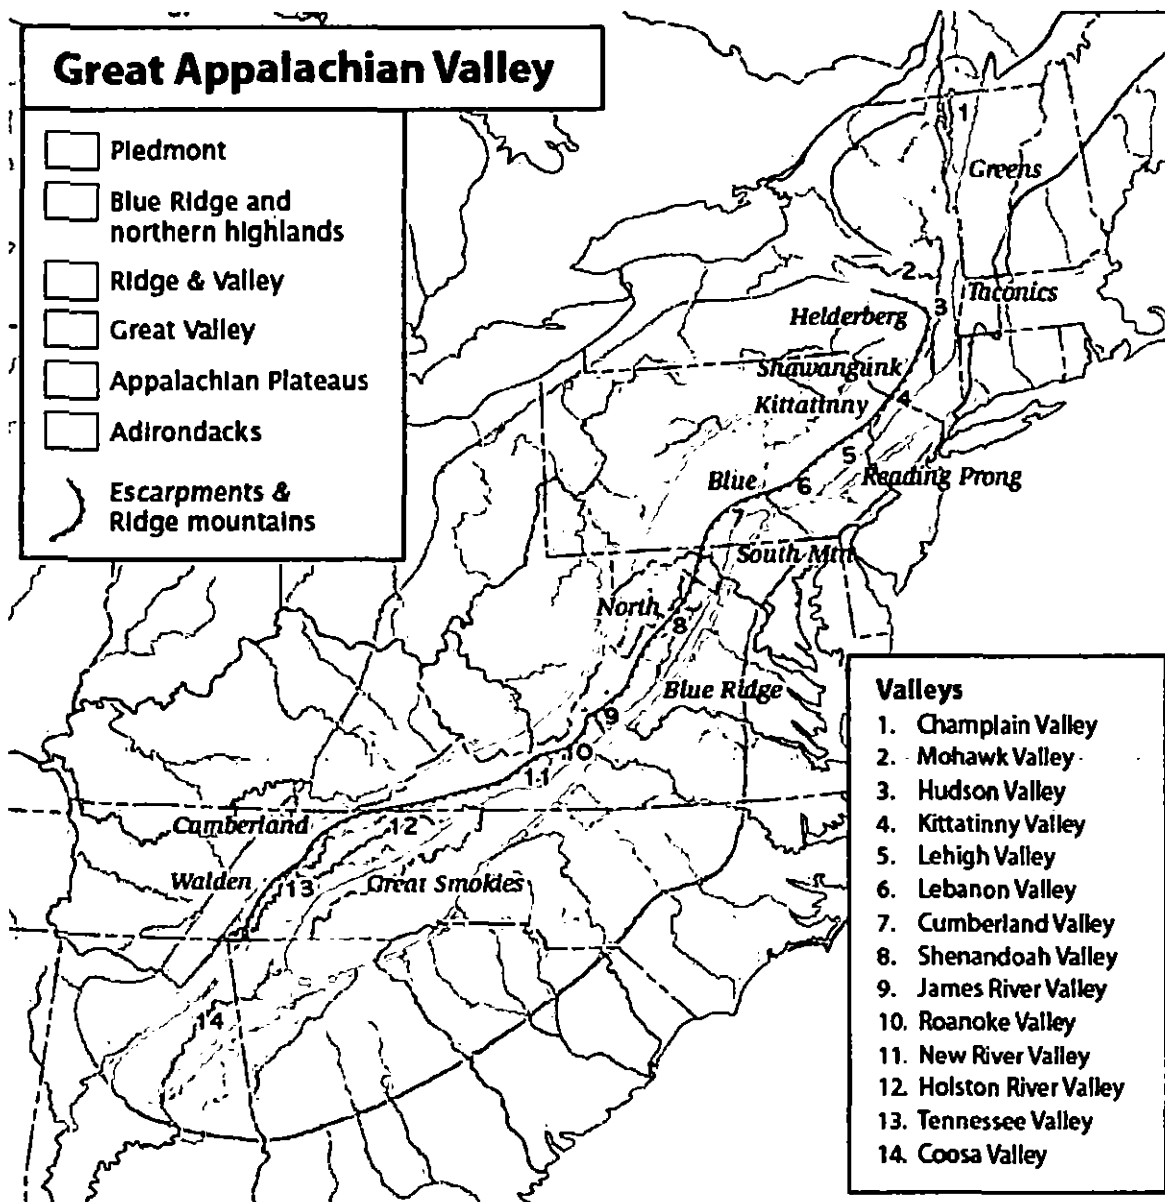 Great Appalachian Valley
Piedmont
Blue Ridge and
northern highlands
Ridge & Valley
Great Valley
Appalachian Plateaus
Adirondacks
Escarpments &
Ridge mountains
1
Greens
2
Taconics
3
Helderberg
Shawangunk
4
Kittatinny
5
Reading Prong
Blue
6
7
South Mtn
North
8
Blue Ridge
9
10
11
Cumberland
12
Walden
13
Great Smokies
14
Valleys
1. Champlain Valley
2. Mohawk Valley
3. Hudson Valley
4. Kittatinny Valley
5. Lehigh Valley
6. Lebanon Valley
7. Cumberland Valley
8. Shenandoah Valley
9. James River Valley
10. Roanoke Valley
11. New River Valley
12. Holston River Valley
13. Tennessee Valley
14. Coosa Valley